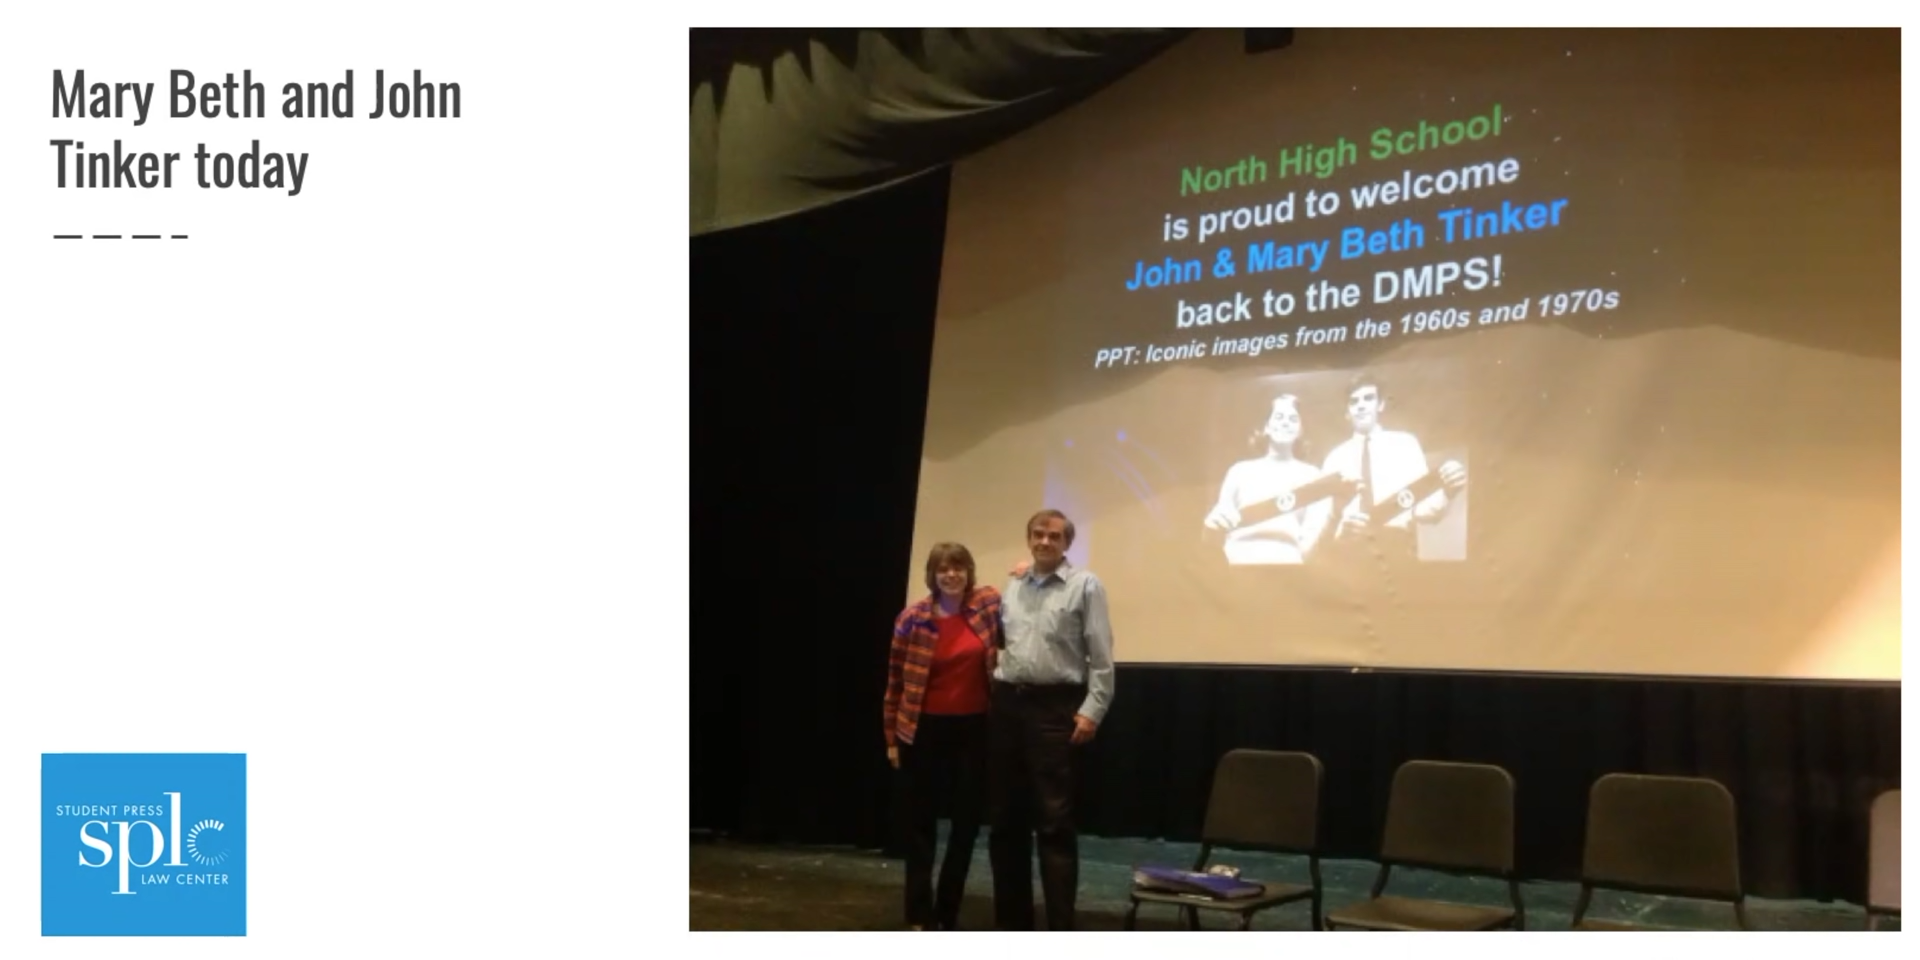 Mary Beth and John
Tinker today
North High School
is proud to welcome
John & Mary Beth Tinker
back to the DMPS!
PPT: Iconic images from the 1960s and 1970s
STUDENT PRESS
splc
LAW CENTER